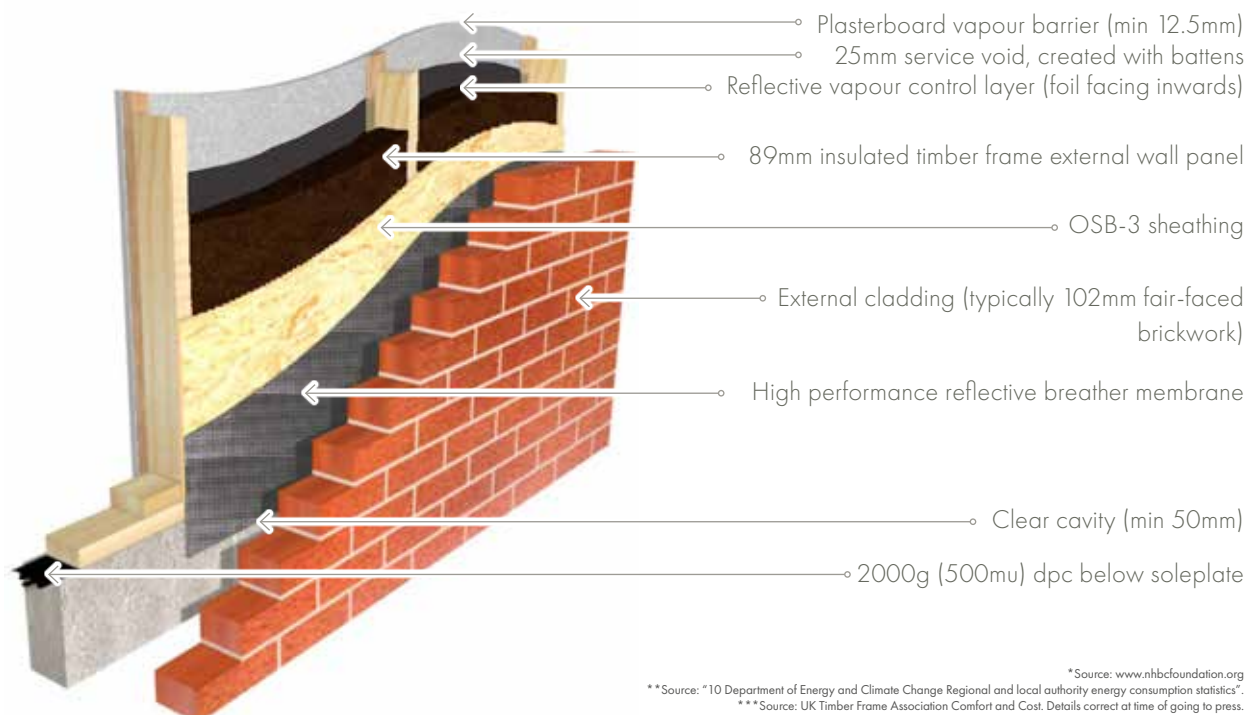 Plasterboard vapour barrier (min 12.5mm)
25mm service void, created with battens
Reflective vapour control layer (foil facing inwards)
89mm insulated timber frame external wall panel
OSB-3 sheathing
External cladding (typically 102mm fair-faced
brickwork)
High performance reflective breather membrane
Clear cavity (min 50mm)
2000g (500mu) dpc below soleplate
*Source: www.nhbcfoundation.org
**Source: "10 Department of Energy and Climate Change Regional and local authority energy consumption statistics".
***Source: UK Timber Frame Association Comfort and Cost. Details correct at time of going to press.